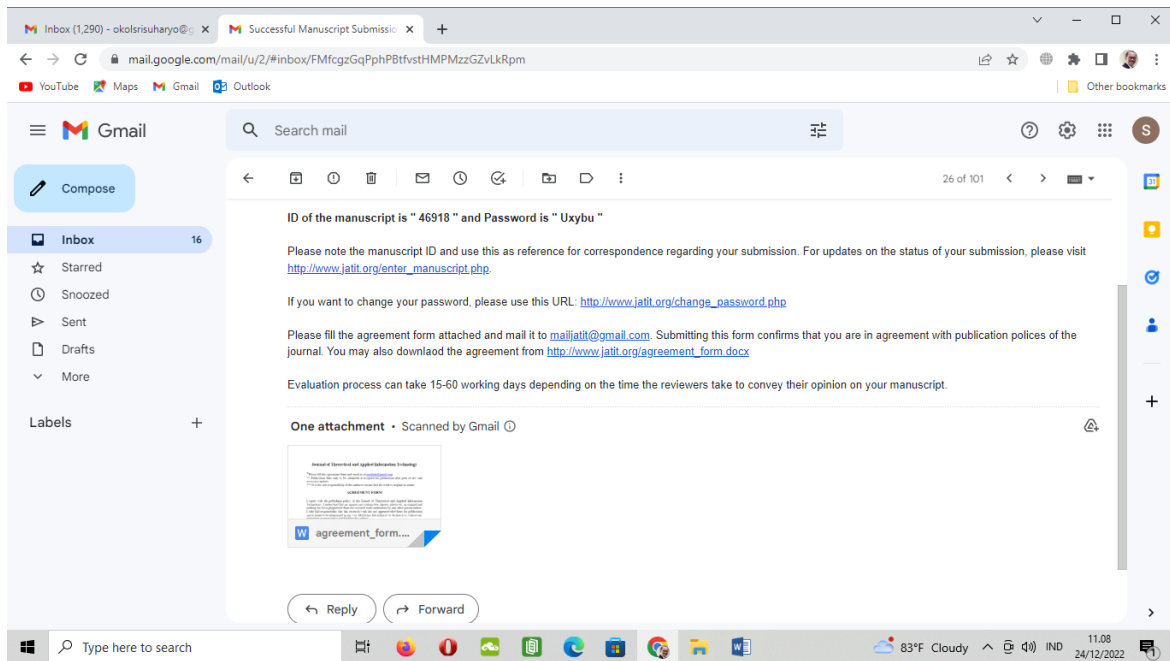 Inbox (1,290) - okolsrisuharyo@g
Successful Manuscript Submissio
mail.google.com/mail/u/2/#inbox/FMfcgzGqPphPBtfvstHMPMzzGZvLkRpm
YouTube Maps Gmail Outlook Other bookmarks
Gmail
Search mail
S
Compose
26 of 101
31
Inbox 16
Starred
Snoozed
Sent
Drafts
More
Labels
ID of the manuscript is " 46918 " and Password is " Uxybu "
Please note the manuscript ID and use this as reference for correspondence regarding your submission. For updates on the status of your submission, please visit
http://www.jatit.org/enter_manuscript.php.
If you want to change your password, please use this URL: http://www.jatit.org/change_password.php
Please fill the agreement form attached and mail it to mailjatit@gmail.com. Submitting this form confirms that you are in agreement with publication polices of the
journal. You may also downlaod the agreement from http://www.jatit.org/agreement_form.docx
Evaluation process can take 15-60 working days depending on the time the reviewers take to convey their opinion on your manuscript.
One attachment • Scanned by Gmail
Journal of Theoretical and Applied Information Technology
AGREEMENT FORM
W agreement_form....
Reply Forward
Type here to search
83°F Cloudy IND
11.08
24/12/2022
1